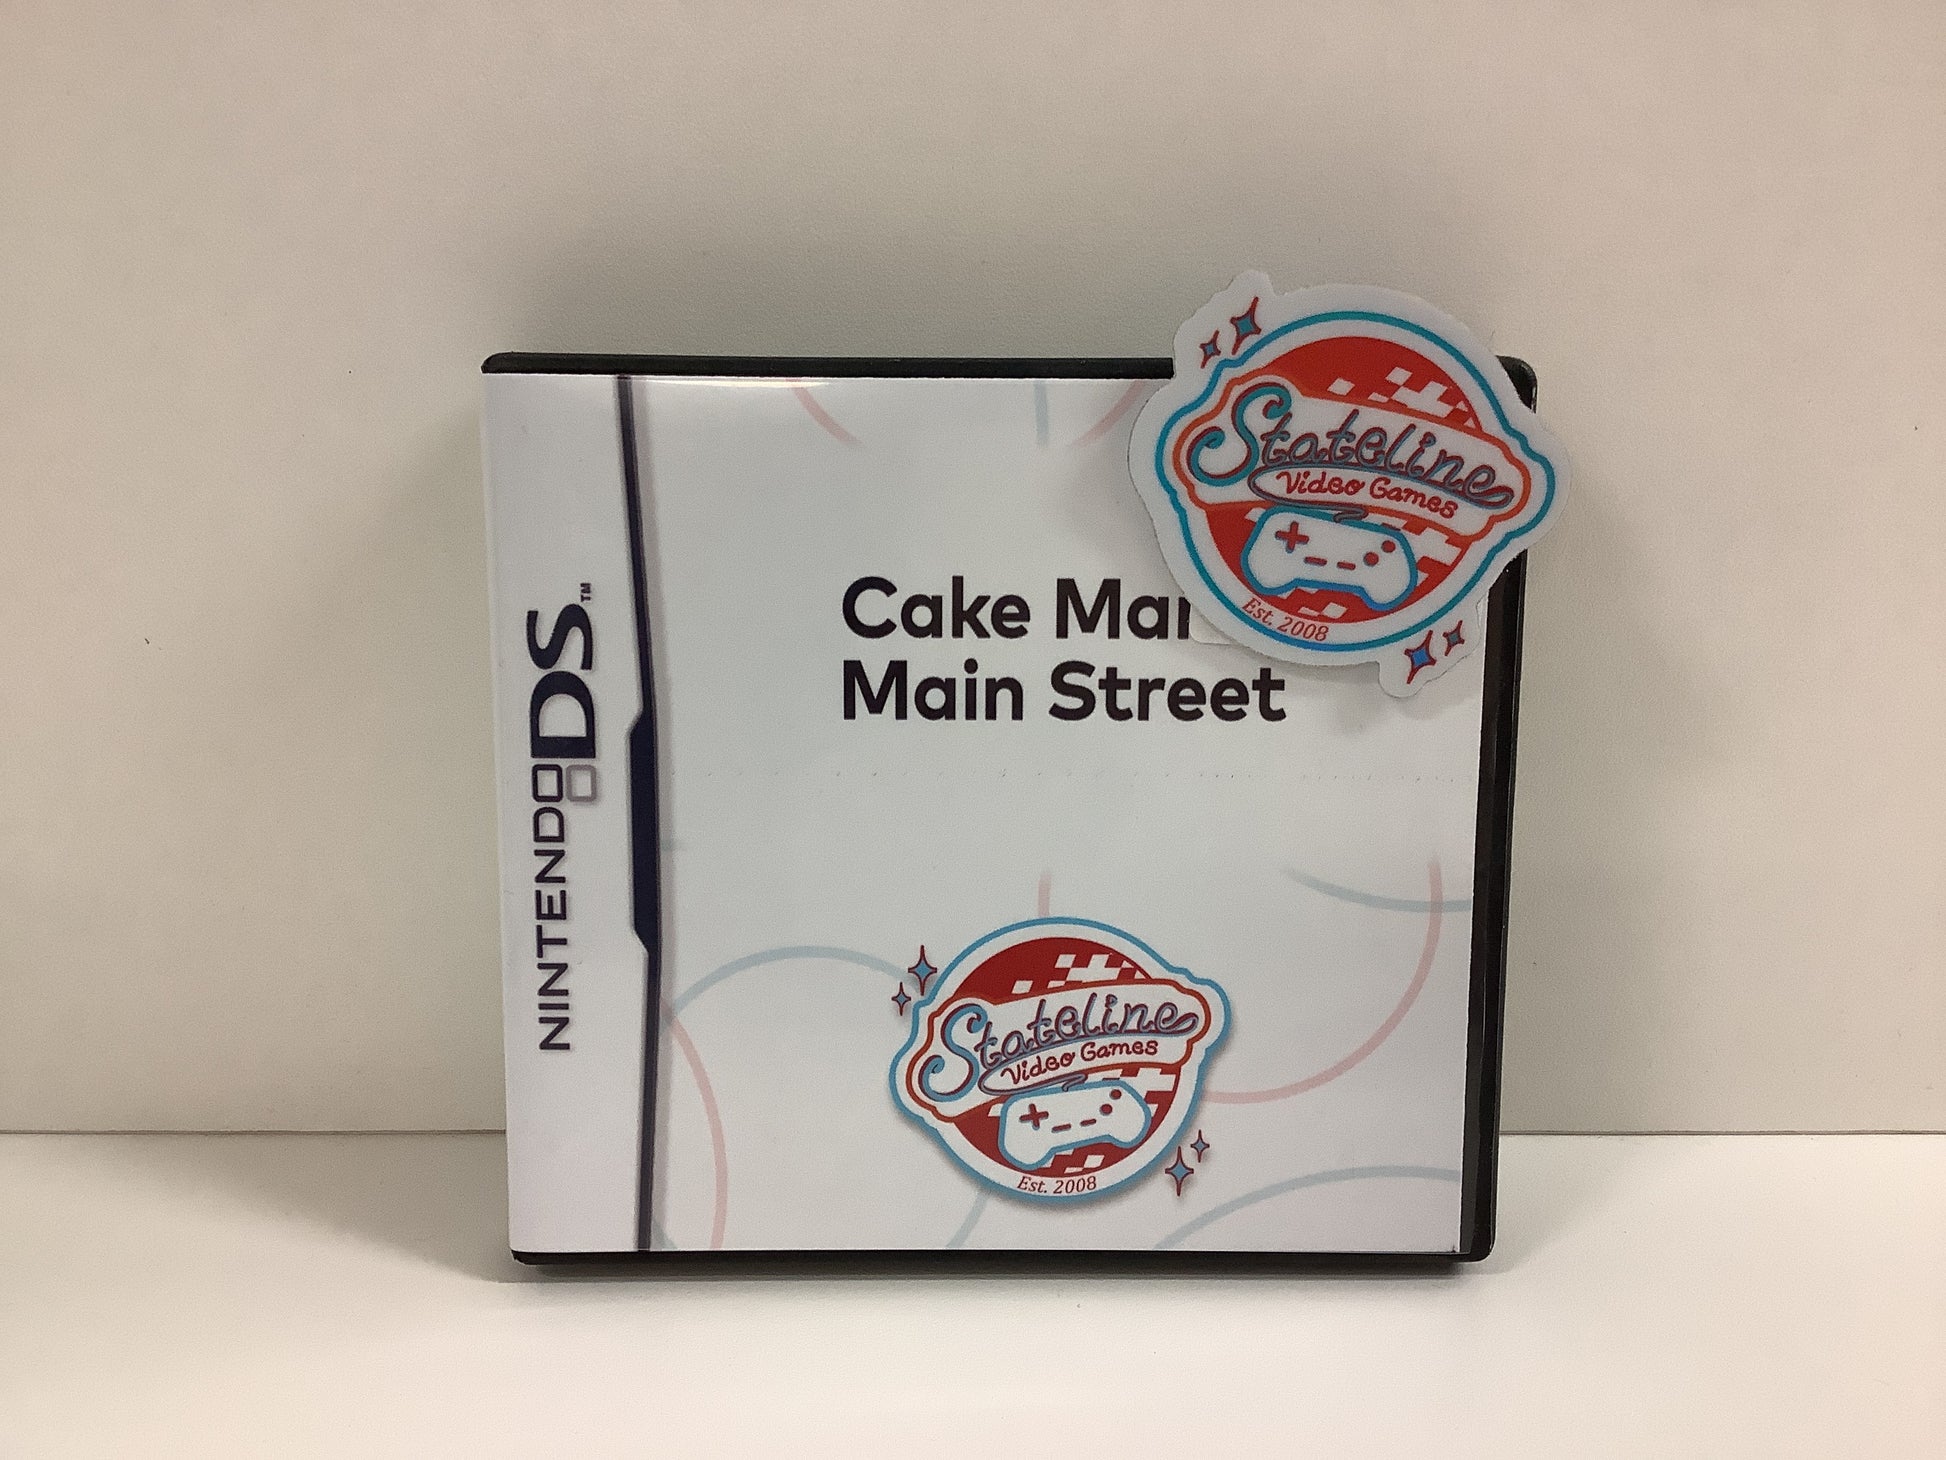 Stateline
Video Games
Est. 2008
Cake Mar
Main Street
NINTENDO DS™
Stateline
Video Games
Est. 2008